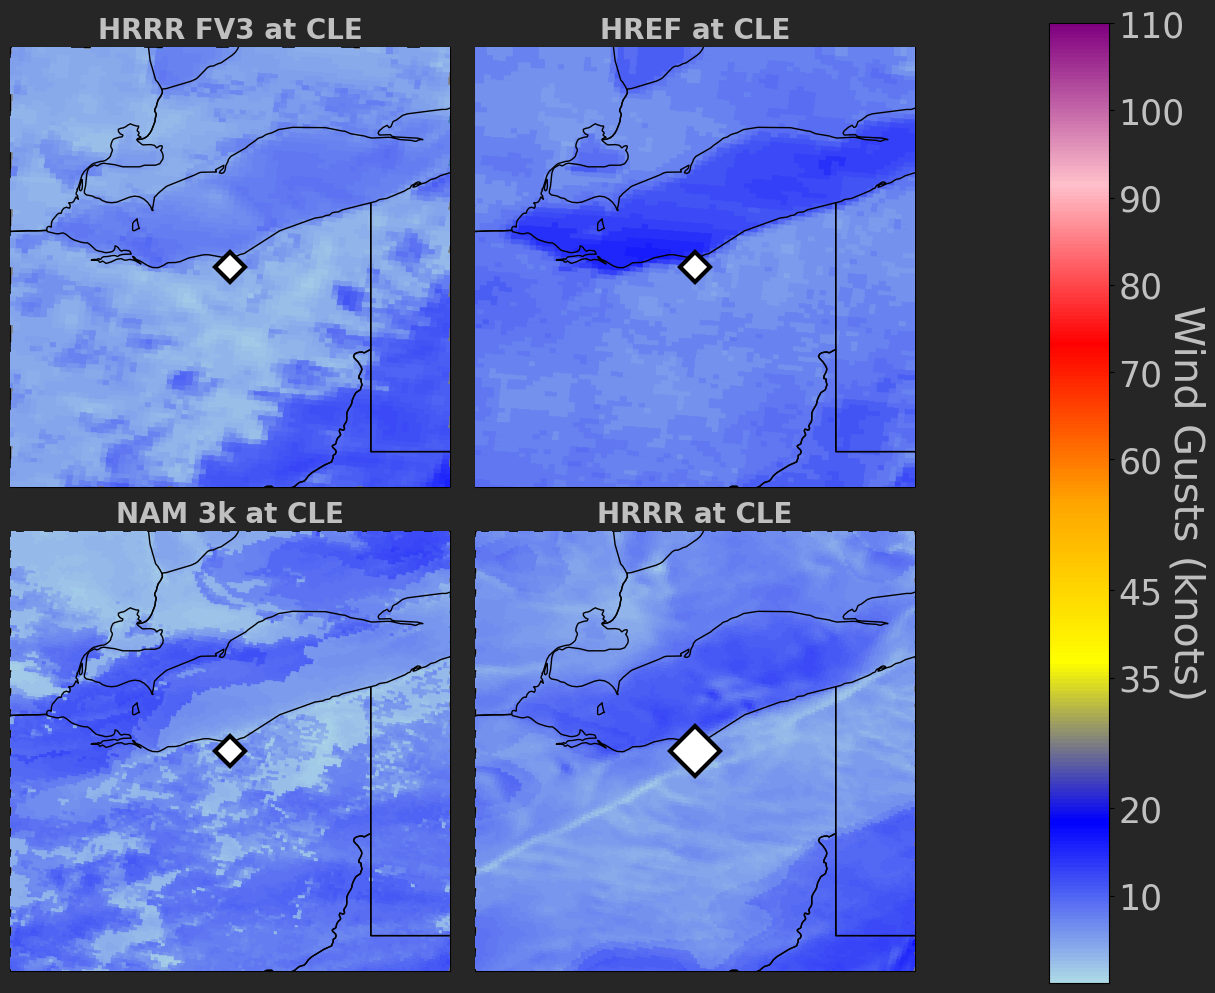 HRRR FV3 at CLE
HREF at CLE
NAM 3k at CLE
HRRR at CLE
110
100
90
80
70
60
45
35
20
10
Wind Gusts (knots)